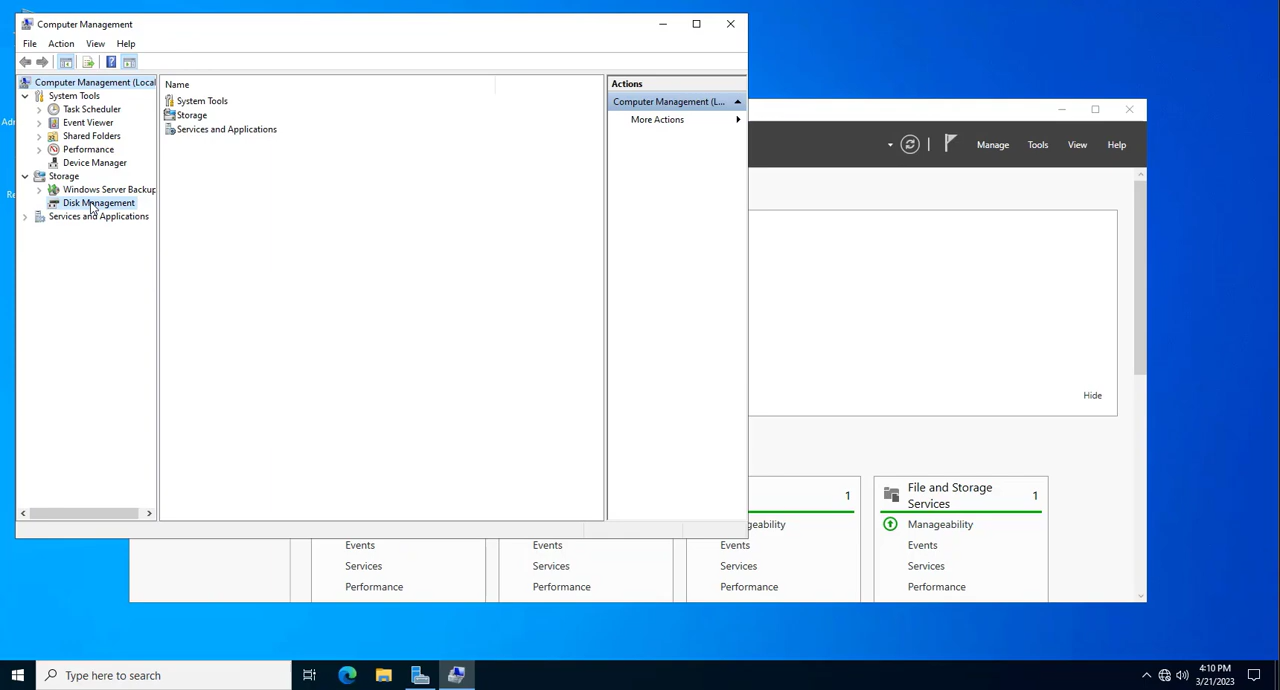 Computer Management
File Action View Help
Computer Management (Local
System Tools
Task Scheduler
Event Viewer
Shared Folders
Performance
Device Manager
Storage
Windows Server Backup
Disk Management
Services and Applications
Name
System Tools
Storage
Services and Applications
Actions
Computer Management (L...
More Actions
Manage Tools View Help
Hide
1
geability
Events
Services
Performance
Events
Services
Performance
Events
Services
Performance
File and Storage
Services
1
Manageability
Events
Services
Performance
Type here to search
4:10 PM
3/21/2023